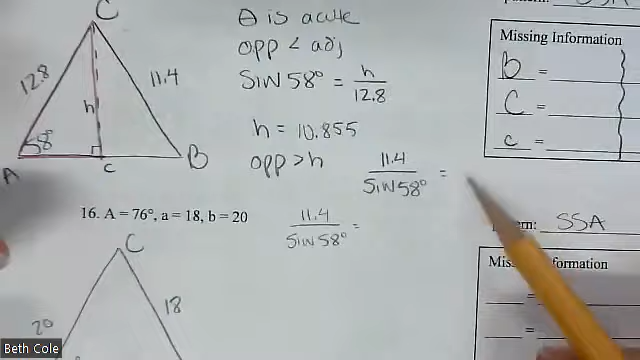 C
12.8
h
11.4
58°
A
c
B
θ is acute
opp < adj
Sin 58° = h
12.8
h = 10.855
opp > h
11.4
Sin 58°
=
Missing Information
B =
C =
c =
16. A = 76°, a = 18, b = 20
11.4
Sin 58°
=
SSA
C
20
18
=
=
Beth Cole